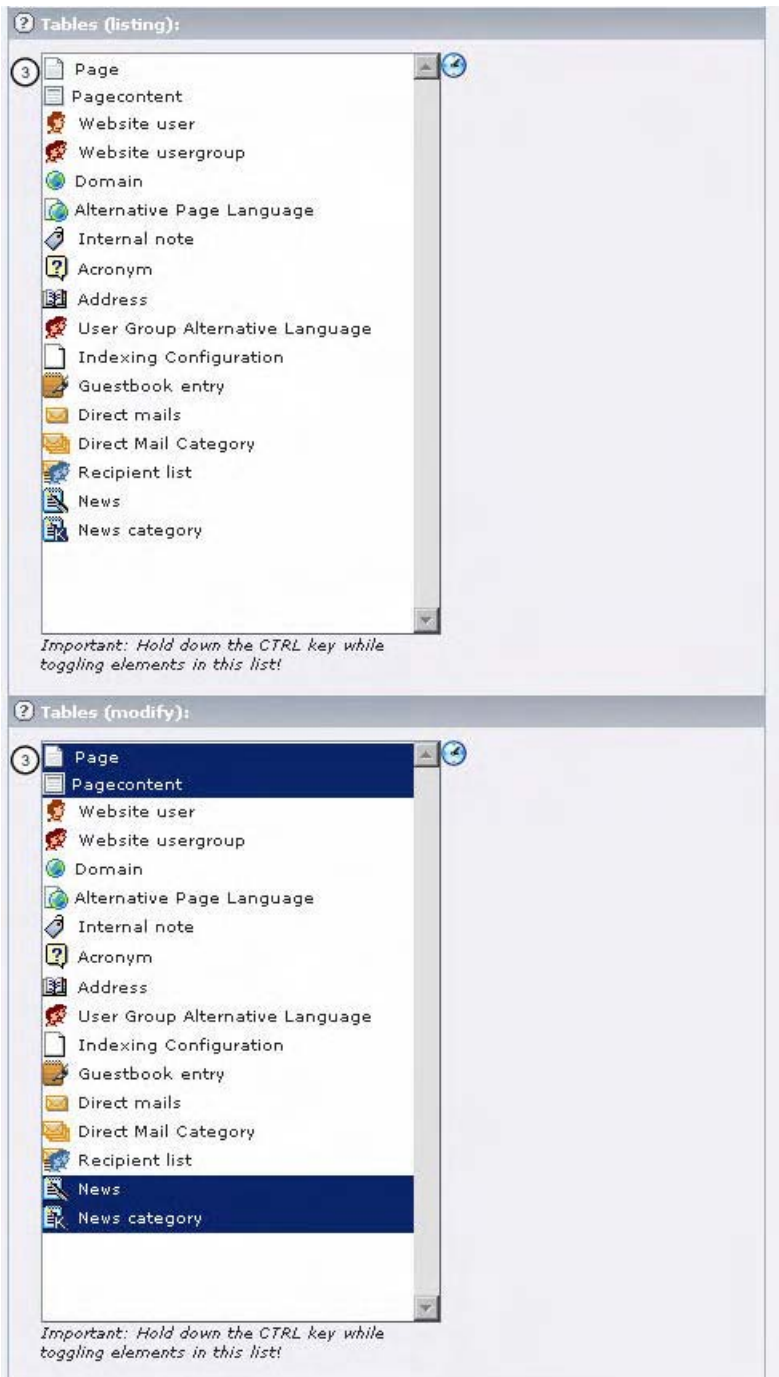 ? Tables (listing):
3 Page
Pagecontent
Website user
Website usergroup
Domain
Alternative Page Language
Internal note
? Acronym
Address
User Group Alternative Language
Indexing Configuration
Guestbook entry
Direct mails
Direct Mail Category
Recipient list
News
News category
Important: Hold down the CTRL key while
toggling elements in this list!
? Tables (modify):
3 Page
Pagecontent
Website user
Website usergroup
Domain
Alternative Page Language
Internal note
? Acronym
Address
User Group Alternative Language
Indexing Configuration
Guestbook entry
Direct mails
Direct Mail Category
Recipient list
News
News category
Important: Hold down the CTRL key while
toggling elements in this list!